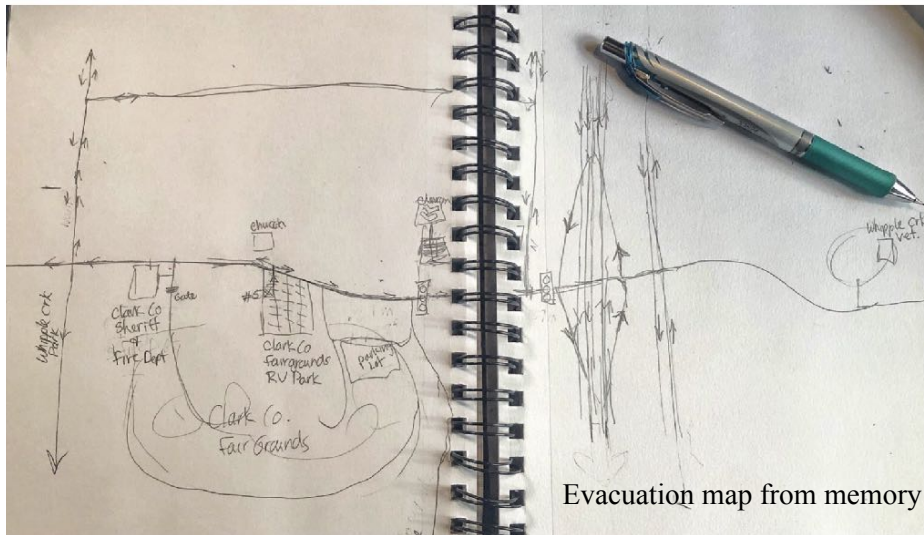 church
chevron
Whipple Crk
vet.
Gate
#5
Clark Co
Sheriff
&
Fire Dept
Clark Co
Fairgrounds
RV Park
parking
Lot
Whipple Crk
Clark Co.
Fair Grounds
Evacuation map from memory